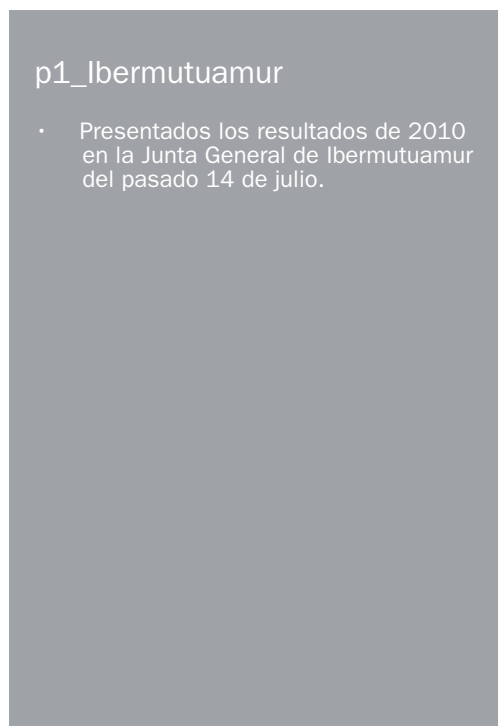 p1_Ibermutuamur
• Presentados los resultados de 2010
en la Junta General de Ibermutuamur
del pasado 14 de julio.